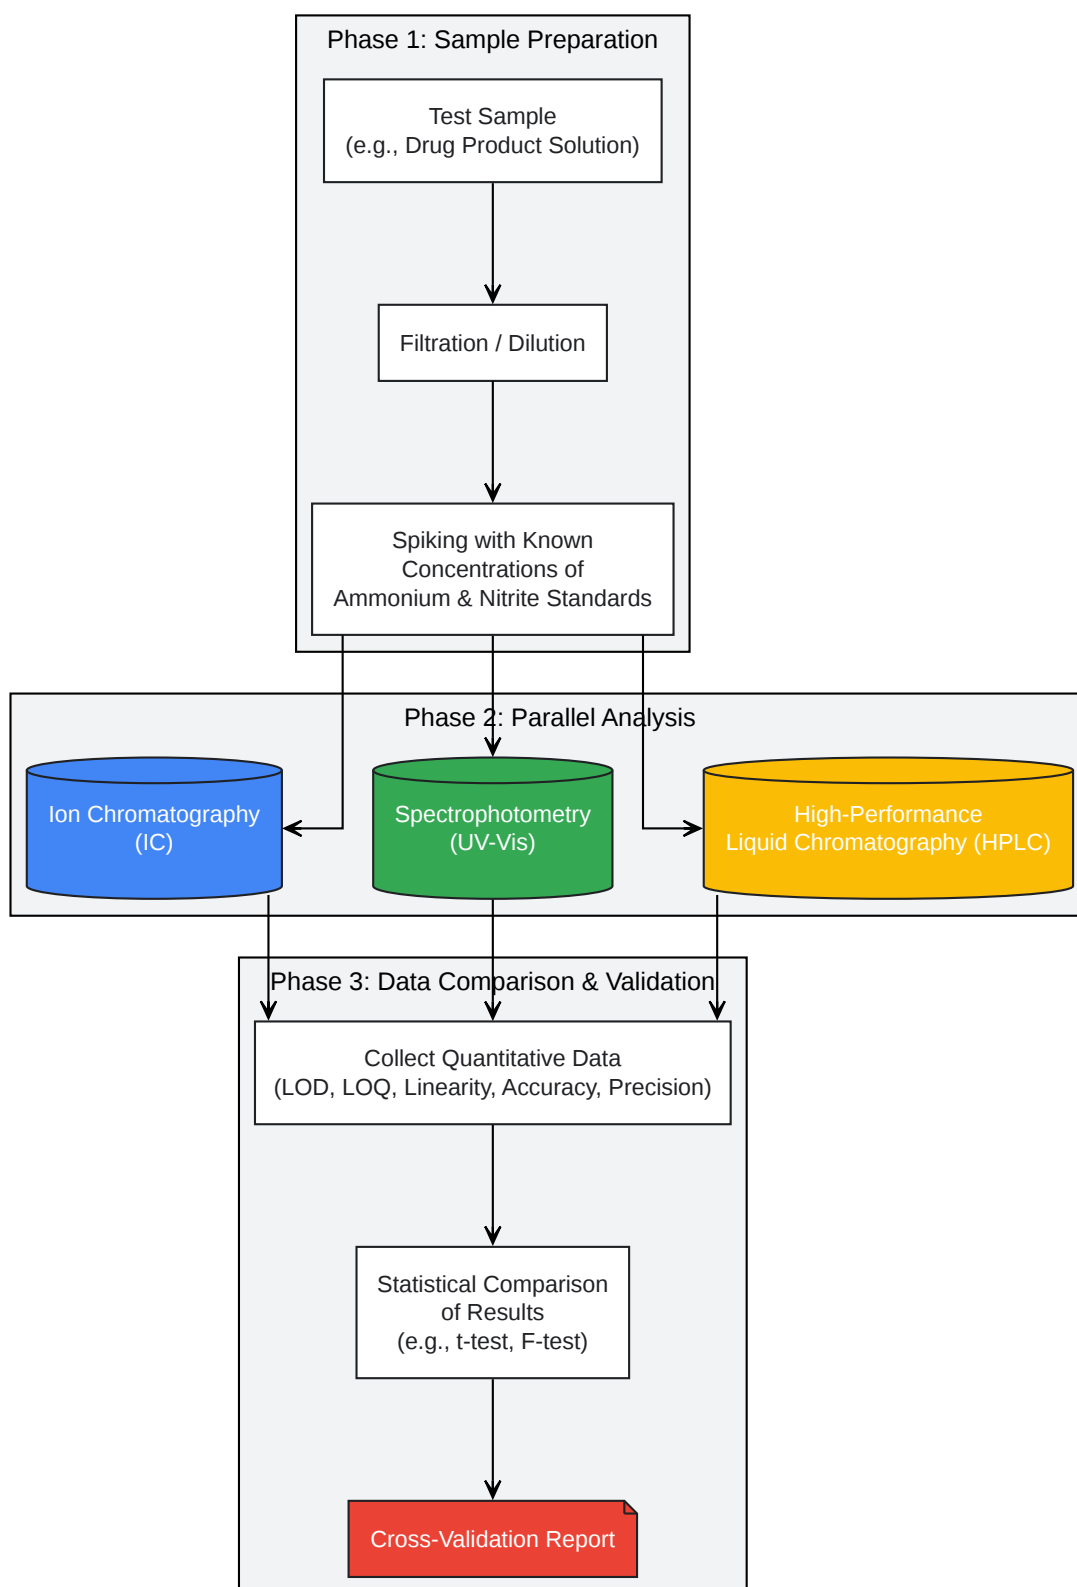 Phase 1: Sample Preparation
Test Sample
(e.g., Drug Product Solution)
Filtration / Dilution
Spiking with Known
Concentrations of
Ammonium & Nitrite Standards
Phase 2: Parallel Analysis
Ion Chromatography
(IC)
Spectrophotometry
(UV-Vis)
High-Performance
Liquid Chromatography (HPLC)
Phase 3: Data Comparison & Validation
Collect Quantitative Data
(LOD, LOQ, Linearity, Accuracy, Precision)
Statistical Comparison
of Results
(e.g., t-test, F-test)
Cross-Validation Report